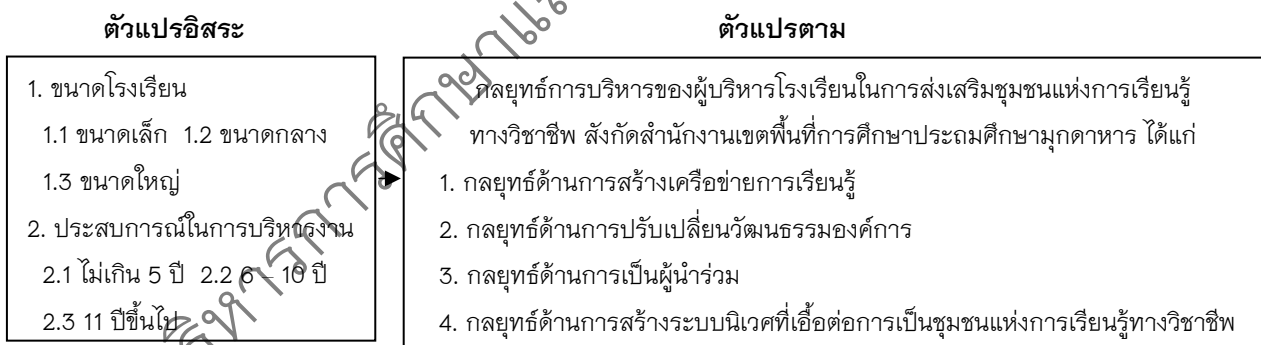 ตัวแปรอิสระ
1. ขนาดโรงเรียน
1.1 ขนาดเล็ก 1.2 ขนาดกลาง
1.3 ขนาดใหญ่
2. ประสบการณ์ในการบริหารงาน
2.1 ไม่เกิน 5 ปี 2.2 6 – 10 ปี
2.3 11 ปีขึ้นไป
ตัวแปรตาม
กลยุทธ์การบริหารของผู้บริหารโรงเรียนในการส่งเสริมชุมชนแห่งการเรียนรู้
ทางวิชาชีพ สังกัดสำนักงานเขตพื้นที่การศึกษาประถมศึกษามุกดาหาร ได้แก่
1. กลยุทธ์ด้านการสร้างเครือข่ายการเรียนรู้
2. กลยุทธ์ด้านการปรับเปลี่ยนวัฒนธรรมองค์การ
3. กลยุทธ์ด้านการเป็นผู้นำร่วม
4. กลยุทธ์ด้านการสร้างระบบนิเวศที่เอื้อต่อการเป็นชุมชนแห่งการเรียนรู้ทางวิชาชีพ